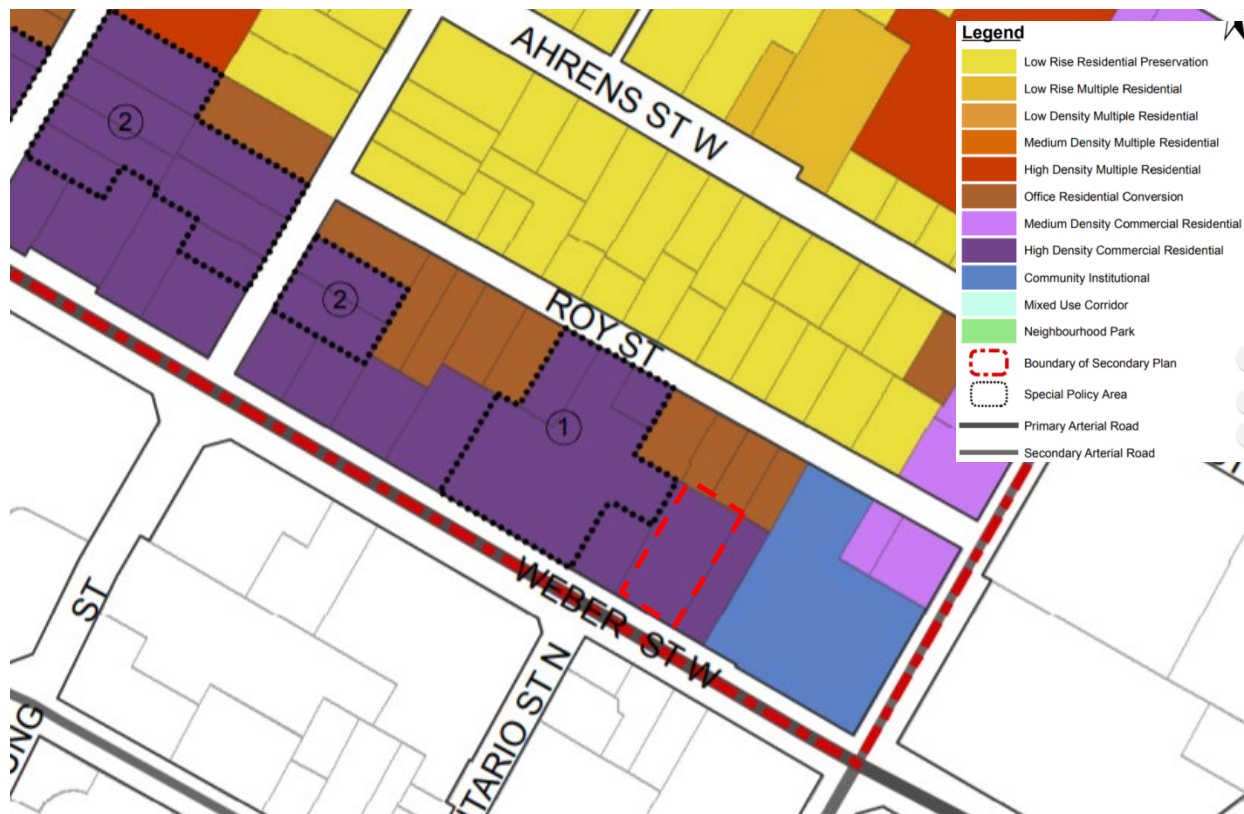 Legend
Low Rise Residential Preservation
Low Rise Multiple Residential
Low Density Multiple Residential
Medium Density Multiple Residential
High Density Multiple Residential
Office Residential Conversion
Medium Density Commercial Residential
High Density Commercial Residential
Community Institutional
Mixed Use Corridor
Neighbourhood Park
Boundary of Secondary Plan
Special Policy Area
Primary Arterial Road
Secondary Arterial Road
AHRENS ST W
2
2
ROY ST
1
WEBER ST W
ST
UNG
TARIO ST N